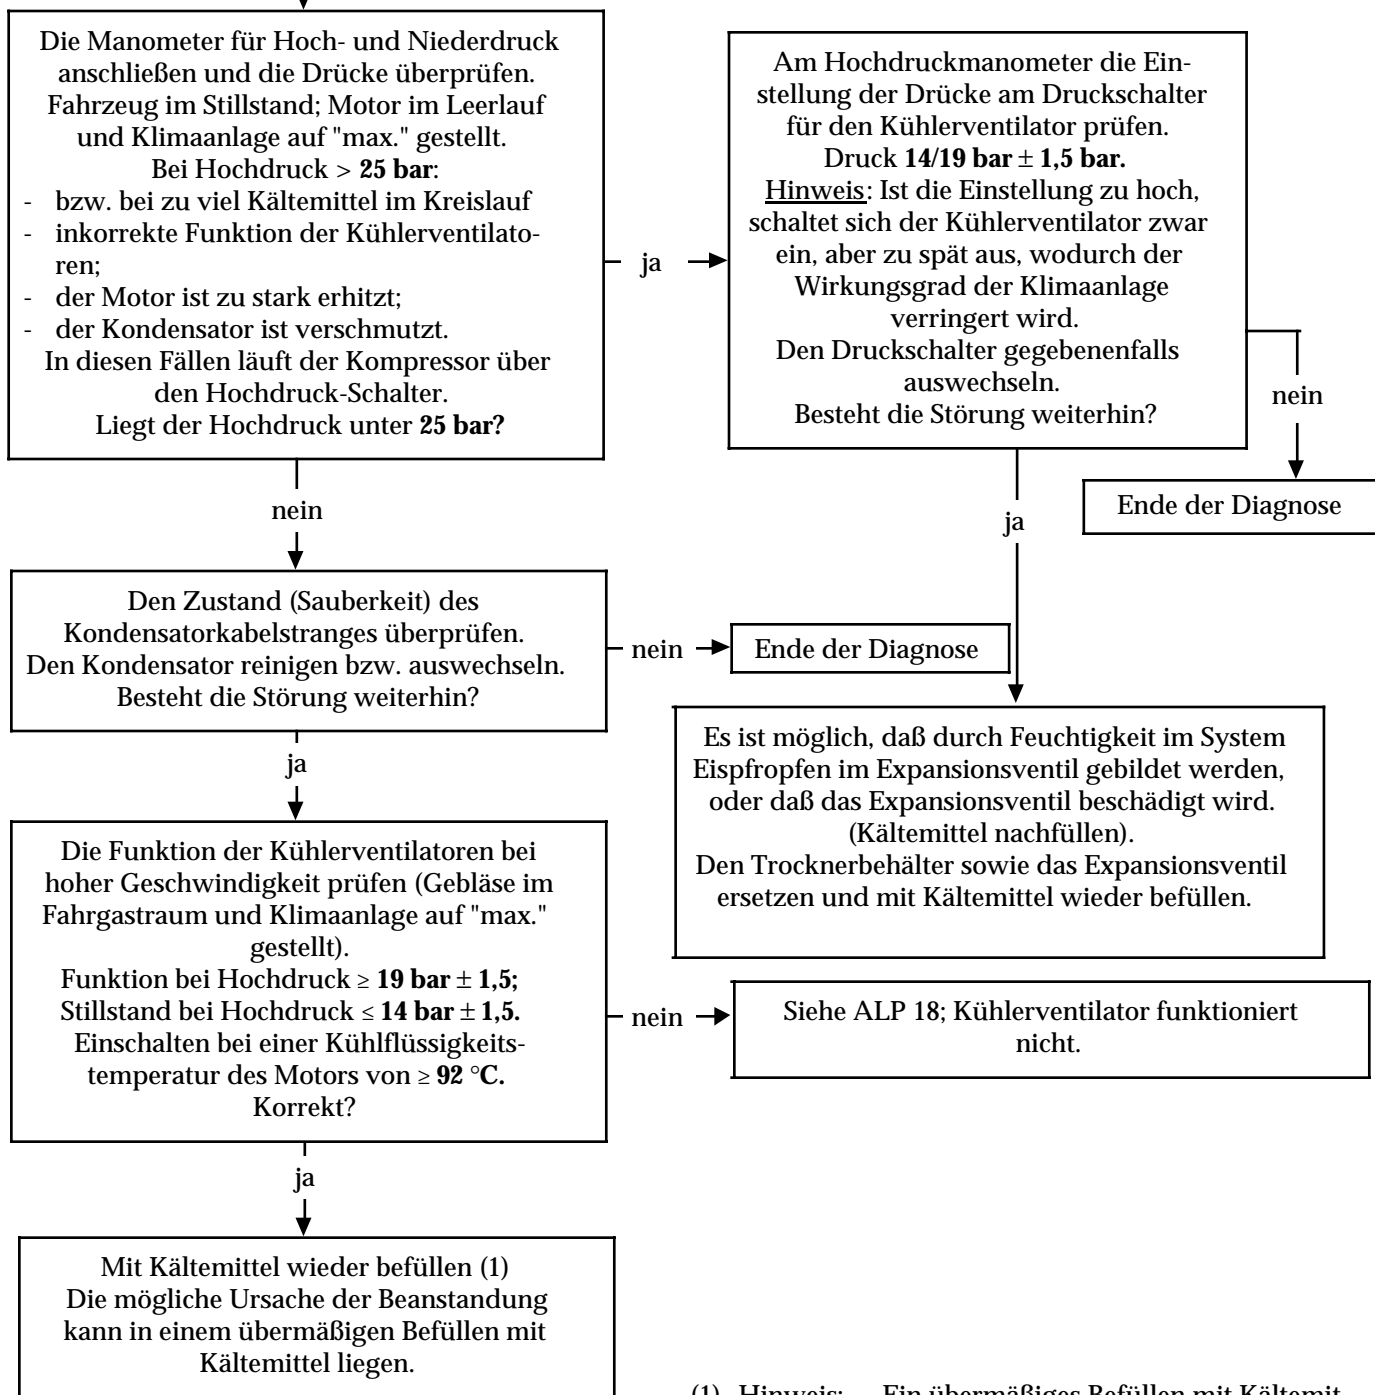 Die Manometer für Hoch- und Niederdruck
anschließen und die Drücke überprüfen.
Fahrzeug im Stillstand; Motor im Leerlauf
und Klimaanlage auf "max." gestellt.
Bei Hochdruck > 25 bar:
- bzw. bei zu viel Kältemittel im Kreislauf
- inkorrekte Funktion der Kühlerventilato-
ren;
- der Motor ist zu stark erhitzt;
- der Kondensator ist verschmutzt.
In diesen Fällen läuft der Kompressor über
den Hochdruck-Schalter.
Liegt der Hochdruck unter 25 bar?
ja
Am Hochdruckmanometer die Ein-
stellung der Drücke am Druckschalter
für den Kühlerventilator prüfen.
Druck 14/19 bar ± 1,5 bar.
Hinweis: Ist die Einstellung zu hoch,
schaltet sich der Kühlerventilator zwar
ein, aber zu spät aus, wodurch der
Wirkungsgrad der Klimaanlage
verringert wird.
Den Druckschalter gegebenenfalls
auswechseln.
Besteht die Störung weiterhin?
nein
Ende der Diagnose
nein
ja
Den Zustand (Sauberkeit) des
Kondensatorkabelstranges überprüfen.
Den Kondensator reinigen bzw. auswechseln.
Besteht die Störung weiterhin?
nein
Ende der Diagnose
Es ist möglich, daß durch Feuchtigkeit im System
Eispfropfen im Expansionsventil gebildet werden,
oder daß das Expansionsventil beschädigt wird.
(Kältemittel nachfüllen).
Den Trocknerbehälter sowie das Expansionsventil
ersetzen und mit Kältemittel wieder befüllen.
ja
Die Funktion der Kühlerventilatoren bei
hoher Geschwindigkeit prüfen (Gebläse im
Fahrgastraum und Klimaanlage auf "max."
gestellt).
Funktion bei Hochdruck ≥ 19 bar ± 1,5;
Stillstand bei Hochdruck ≤ 14 bar ± 1,5.
Einschalten bei einer Kühlflüssigkeits-
temperatur des Motors von ≥ 92 °C.
Korrekt?
nein
Siehe ALP 18; Kühlerventilator funktioniert
nicht.
ja
Mit Kältemittel wieder befüllen (1)
Die mögliche Ursache der Beanstandung
kann in einem übermäßigen Befüllen mit
Kältemittel liegen.
(1) Hinweis: Ein übermäßiges Befüllen mit Kältemit-